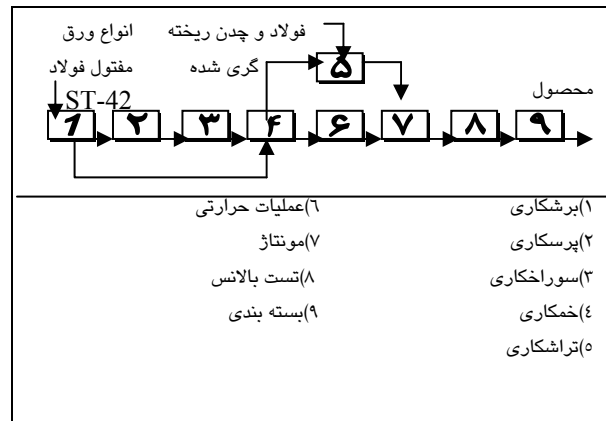 انواع ورق
مفتول فولاد
ST-42
فولاد و چدن ریخته
گری شده
۵
محصول
1 ۲ ۳ ۴ ۶ ۷ ۸ ۹
۱)برشکاری
۲)پرسکاری
۳)سوراخکاری
٤)خمکاری
٥)تراشکاری
٦)عملیات حرارتی
۷)مونتاژ
۸)تست بالانس
۹)بسته بندی